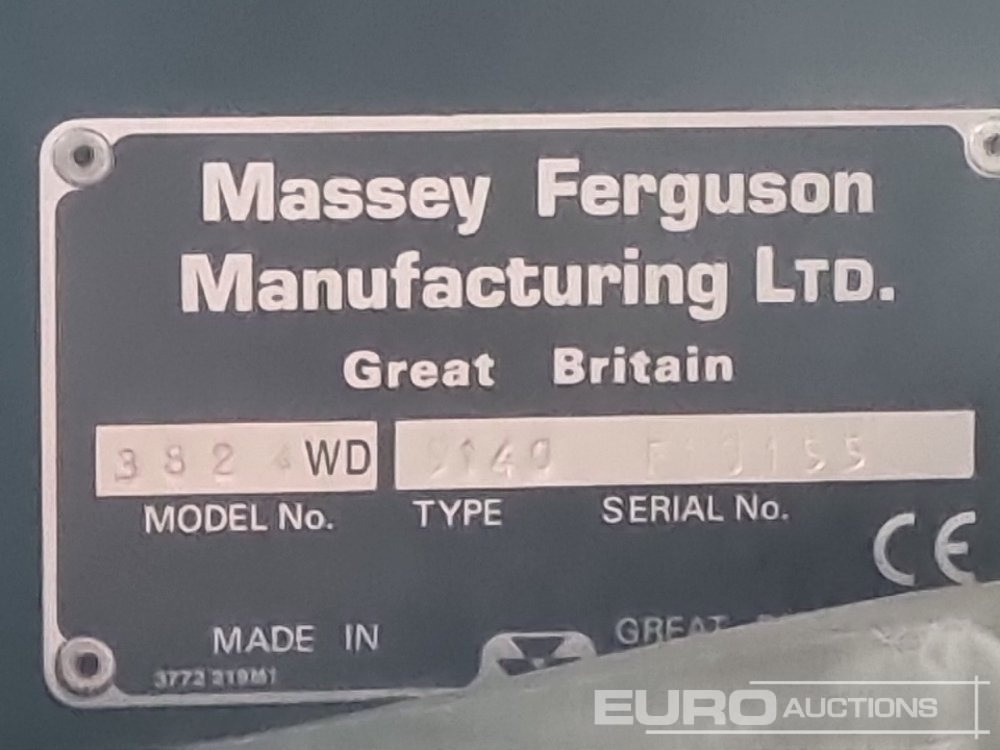 Massey Ferguson
Manufacturing LTD.
Great Britain
382 4WD
MODEL No. TYPE SERIAL No.
CE
MADE IN GREAT
3772 219M1
EURO AUCTIONS